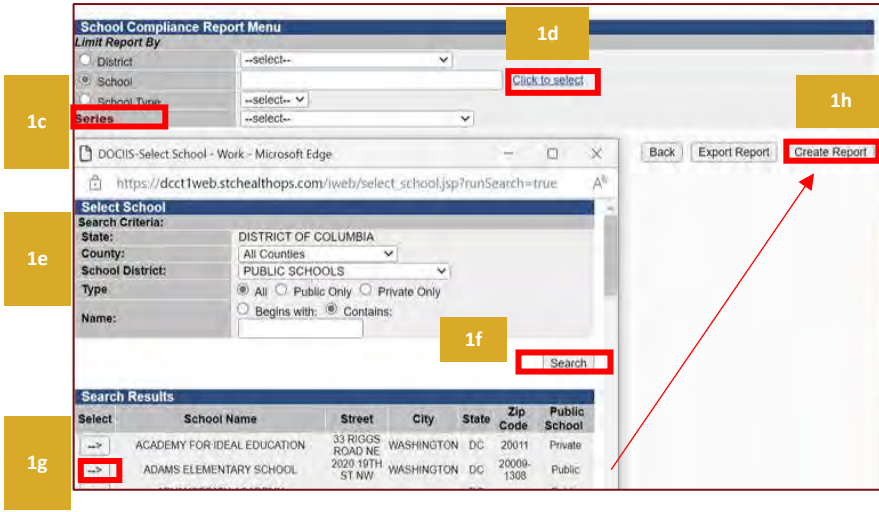 School Compliance Report Menu
Limit Report By
1d
District --select--
School Click to select
School Type --select--
1c
1h
Series --select--
DOCIIS-Select School - Work - Microsoft Edge
Back Export Report Create Report
https://dcct1web.stchealthops.com/iweb/select_school.jsp?runSearch=true
Select School
Search Criteria:
1e
State: DISTRICT OF COLUMBIA
County: All Counties
School District: PUBLIC SCHOOLS
Type All Public Only Private Only
Name: Begins with: Contains:
1f
Search
Search Results
Select School Name Street City State Zip Code Public School
--> ACADEMY FOR IDEAL EDUCATION 33 RIGGS ROAD NE WASHINGTON DC 20011 Private
1g
--> ADAMS ELEMENTARY SCHOOL 2020 19TH ST NW WASHINGTON DC 20009-1308 Public